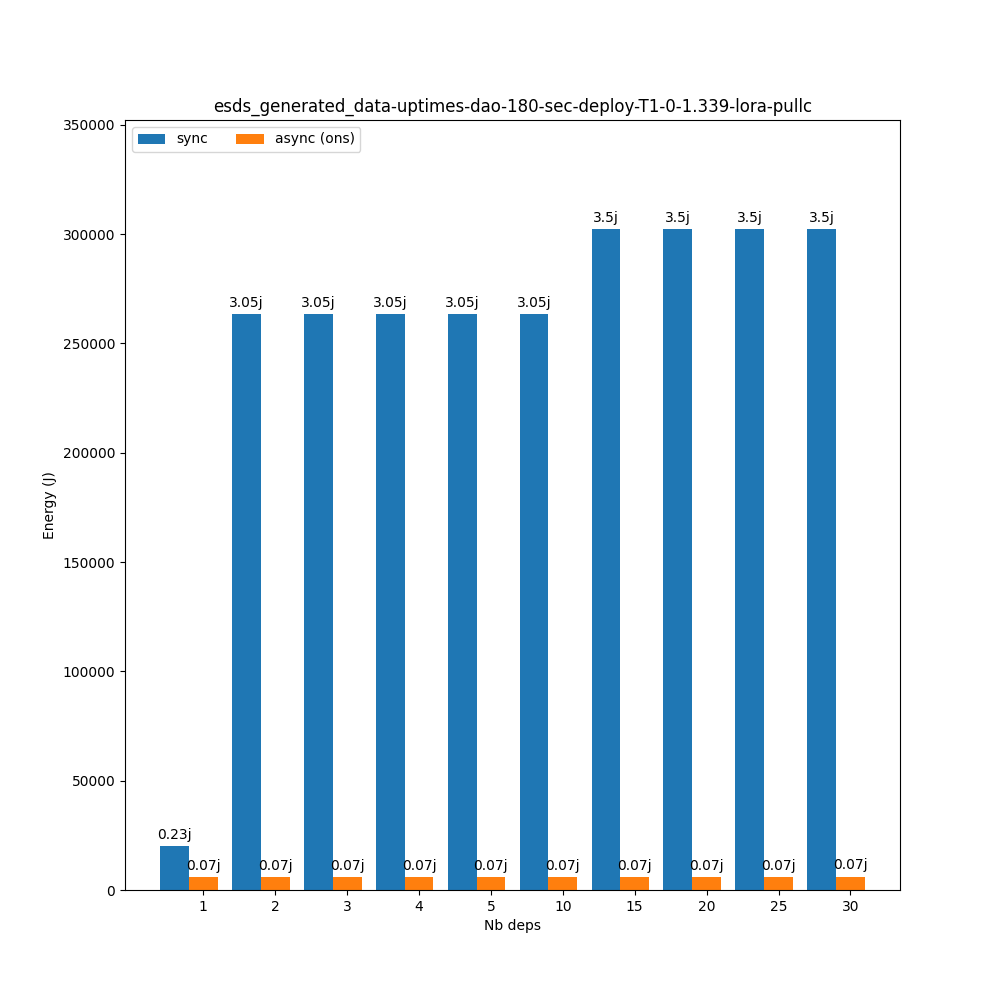 esds_generated_data-uptimes-dao-180-sec-deploy-T1-0-1.339-lora-pullc
sync async (ons)
350000
300000
250000
200000
150000
100000
50000
0
Energy (J)
3.5j 3.5j 3.5j 3.5j
3.05j 3.05j 3.05j 3.05j 3.05j
0.23j
0.07j 0.07j 0.07j 0.07j 0.07j 0.07j 0.07j 0.07j 0.07j 0.07j
1 2 3 4 5 10 15 20 25 30
Nb deps